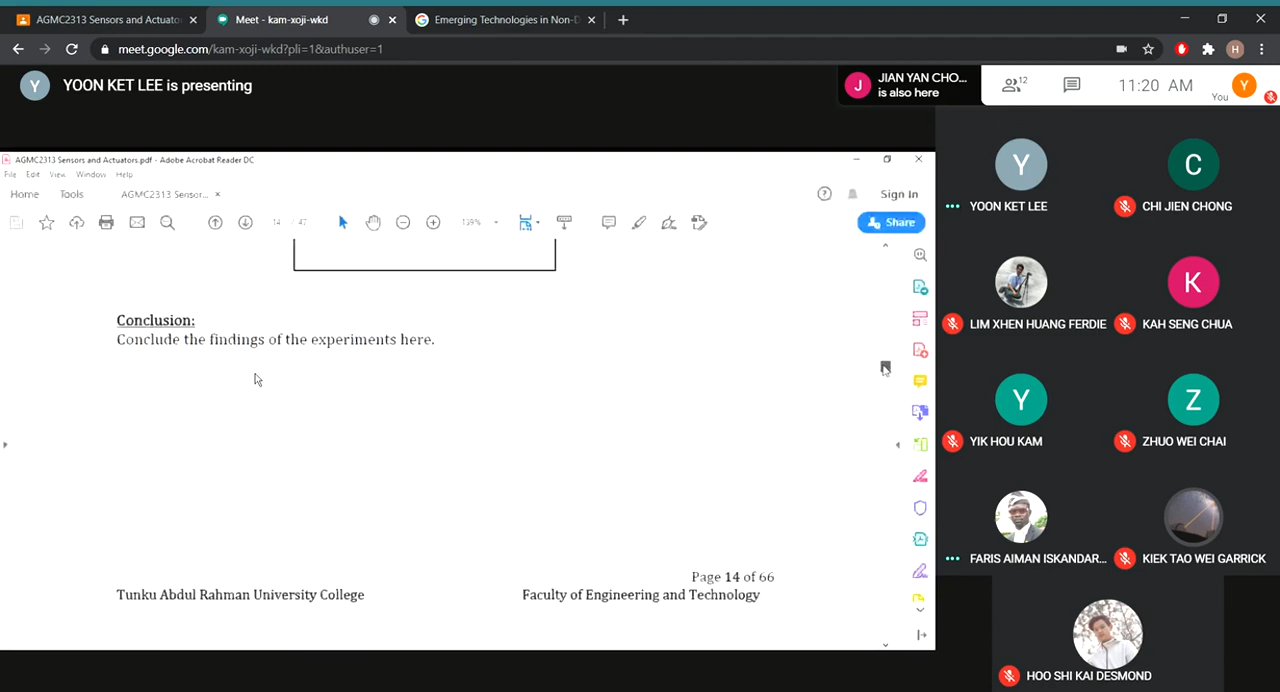 AGMC2313 Sensors and Actuato
Meet - kam-xoji-wkd
Emerging Technologies in Non-D
meet.google.com/kam-xoji-wkd?pli=1&authuser=1
H
Y
YOON KET LEE is presenting
J
JIAN YAN CHO...
is also here
12
11:20 AM
You
Y
AGMC2313 Sensors and Actuators.pdf - Adobe Acrobat Reader DC
File Edit View Window Help
Home Tools AGMC2313 Sensor... ×
Sign In
14 / 47
159%
Share
Conclusion:
Conclude the findings of the experiments here.
Page 14 of 66
Tunku Abdul Rahman University College
Faculty of Engineering and Technology
Y
YOON KET LEE
C
CHI JIEN CHONG
LIM XHEN HUANG FERDIE
K
KAH SENG CHUA
Y
YIK HOU KAM
Z
ZHUO WEI CHAI
FARIS AIMAN ISKANDAR...
KIEK TAO WEI GARRICK
HOO SHI KAI DESMOND